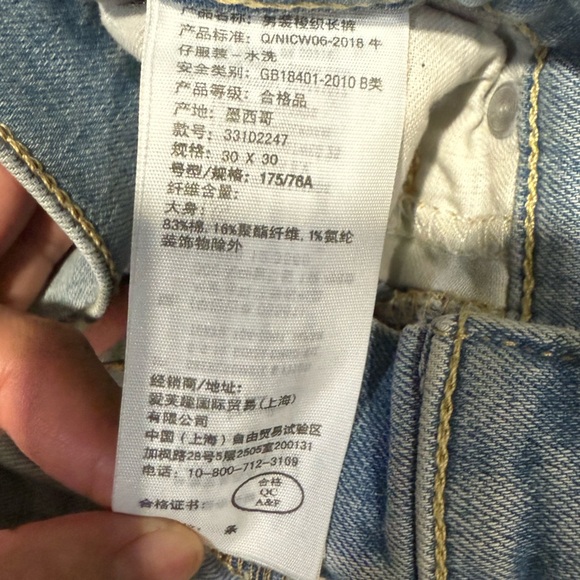 产品名称：男装梭织长裤
产品标准：Q/NICW06-2018 牛
仔服装-水洗
安全类别：GB18401-2010 B类
产品等级：合格品
产地：墨西哥
款号：331D2247
规格：30 X 30
号型/规格：175/76A
纤维含量：
大身：
83%棉, 16%聚酯纤维, 1%氨纶
装饰物除外
经销商/地址：
爱芙趣国际贸易(上海)
有限公司
中国（上海）自由贸易试验区
加枫路28号5层2505室200131
电话：10-800-712-3169
合格证书：
合格
QC
A&F
条